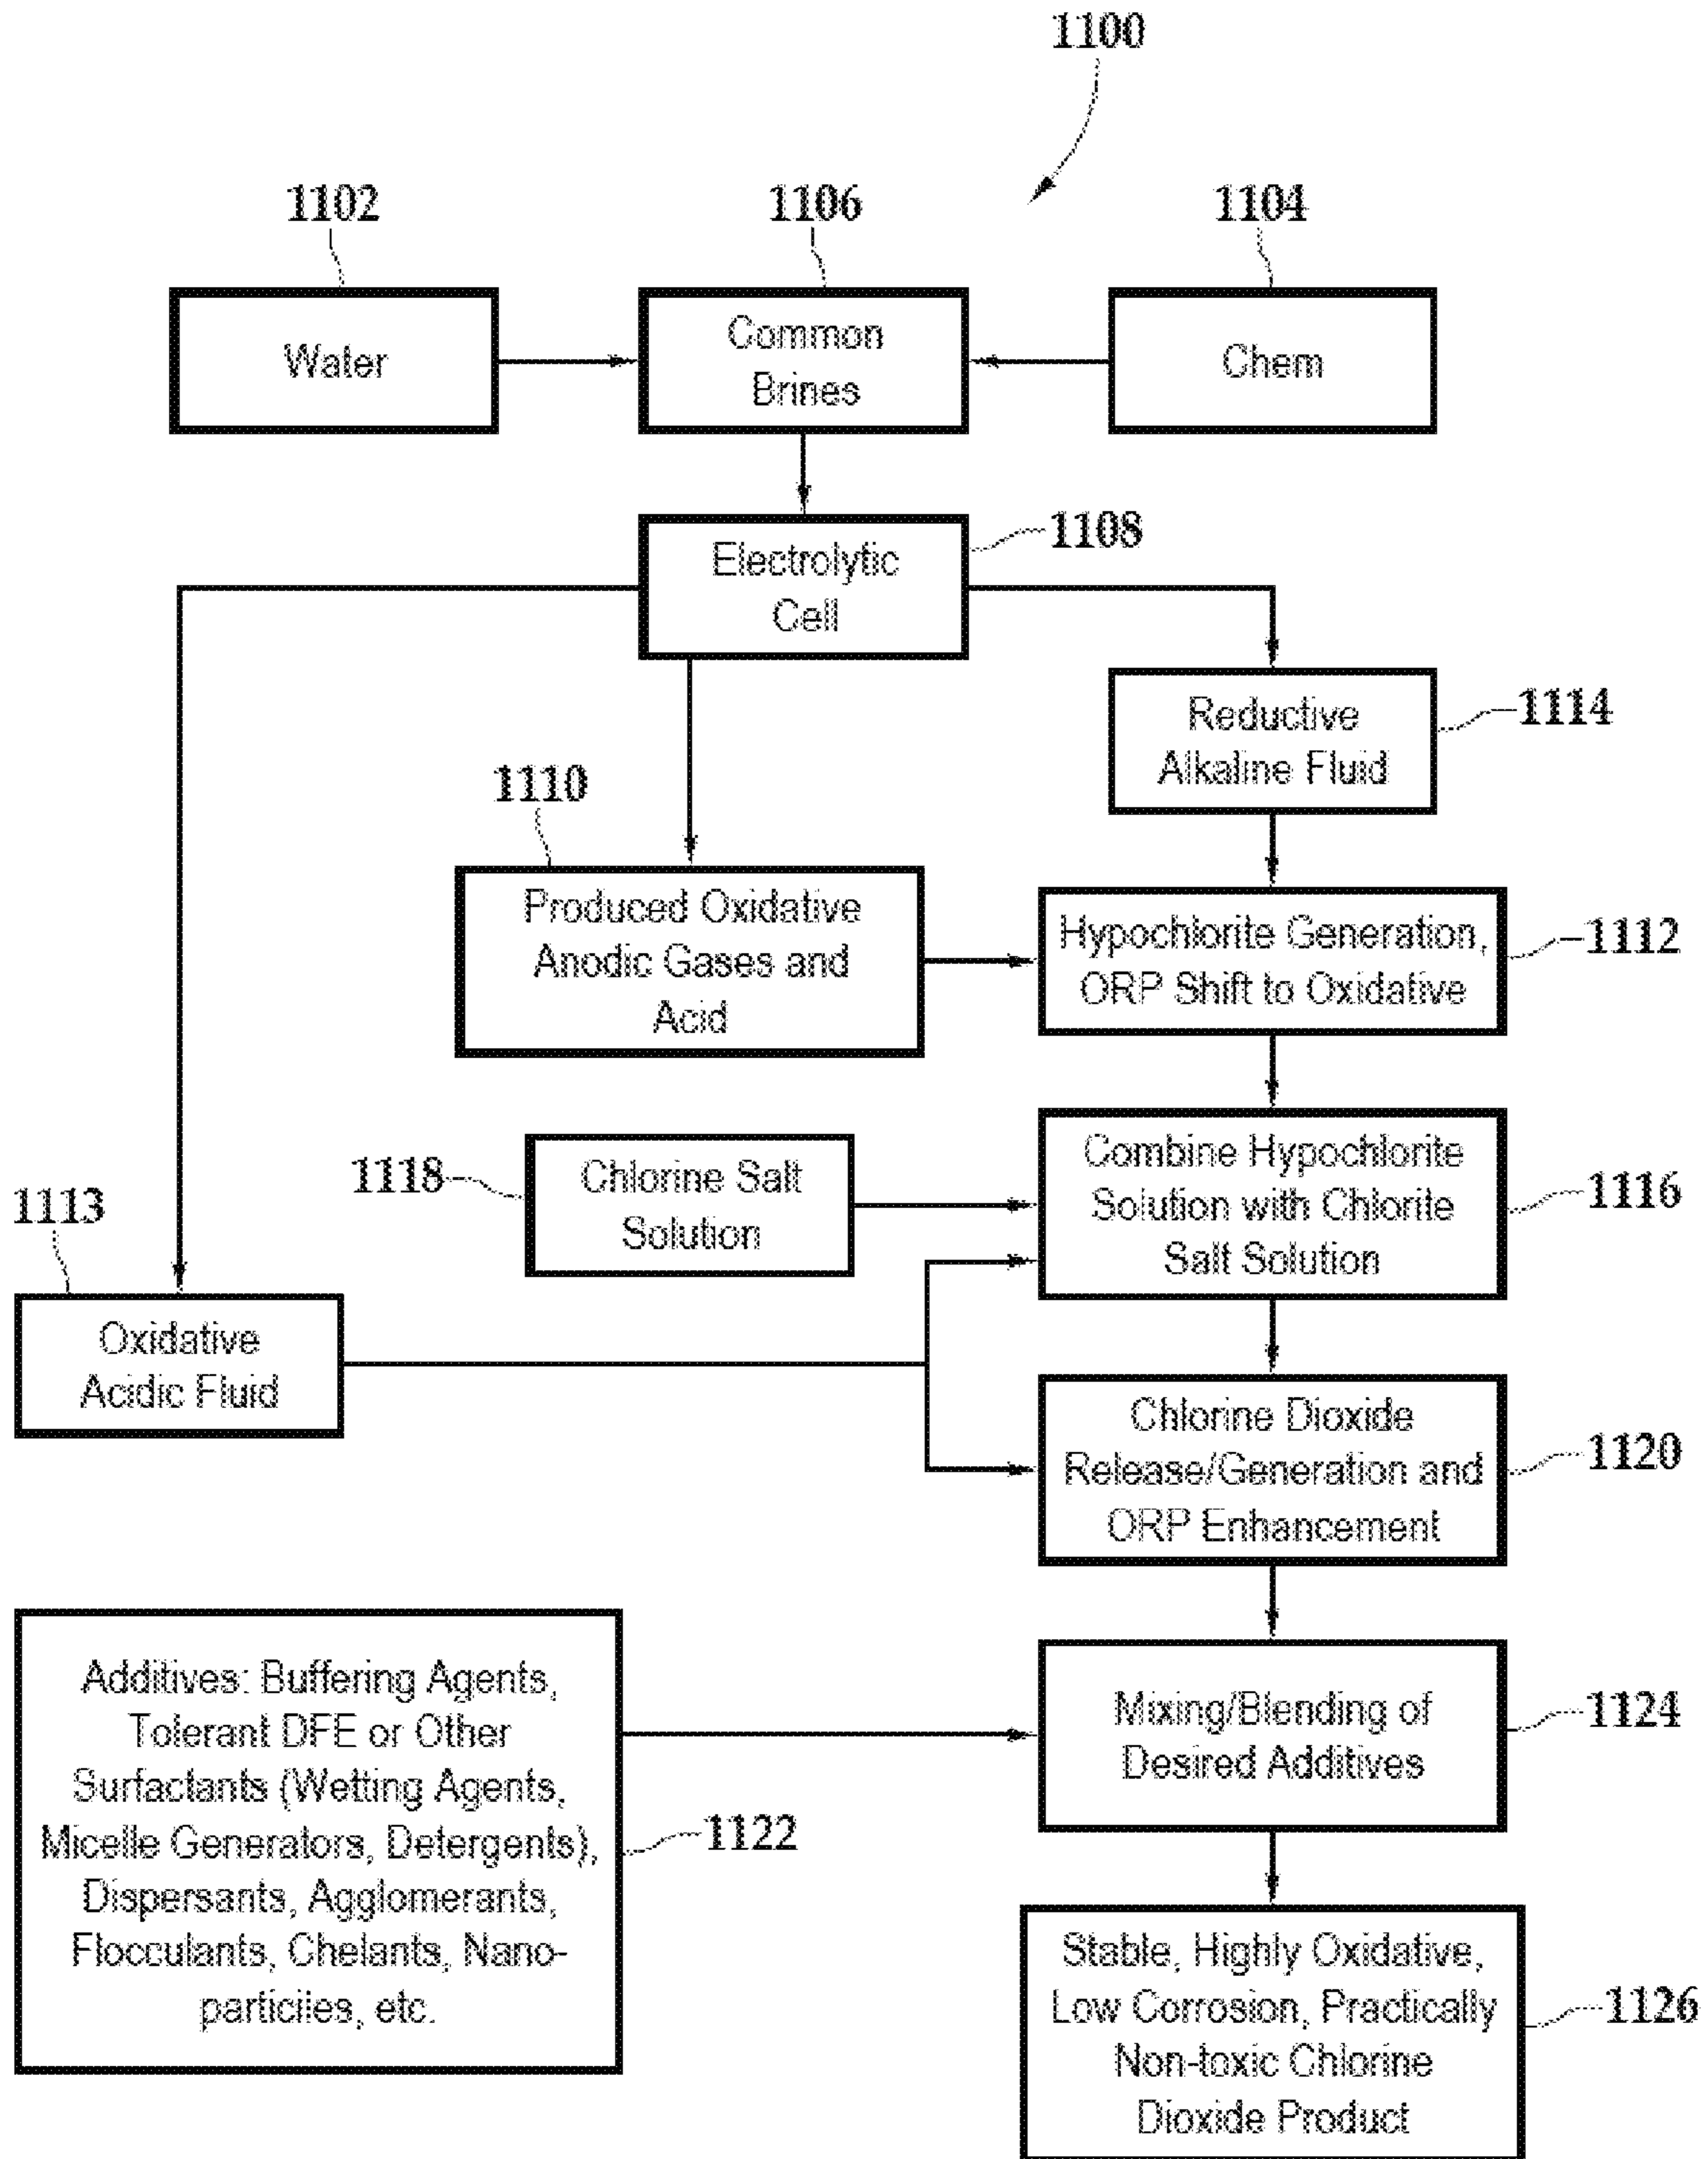 1100
1102
1106
1104
Water
Common
Brines
Chem
1108
Electrolytic
Cell
1114
Reductive
Alkaline Fluid
1110
Produced Oxidative
Anodic Gases and
Acid
Hypochlorite Generation,
ORP Shift to Oxidative
1112
1118
Chlorine Salt
Solution
Combine Hypochlorite
Solution with Chlorite
Salt Solution
1116
1113
Oxidative
Acidic Fluid
Chlorine Dioxide
Release/Generation and
ORP Enhancement
1120
Additives: Buffering Agents,
Tolerant DFE or Other
Surfactants (Wetting Agents,
Micelle Generators, Detergents),
Dispersants, Agglomerants,
Flocculants, Chelants, Nano-
particiles, etc.
1122
Mixing/Blending of
Desired Additives
1124
Stable, Highly Oxidative,
Low Corrosion, Practically
Non-toxic Chlorine
Dioxide Product
1126